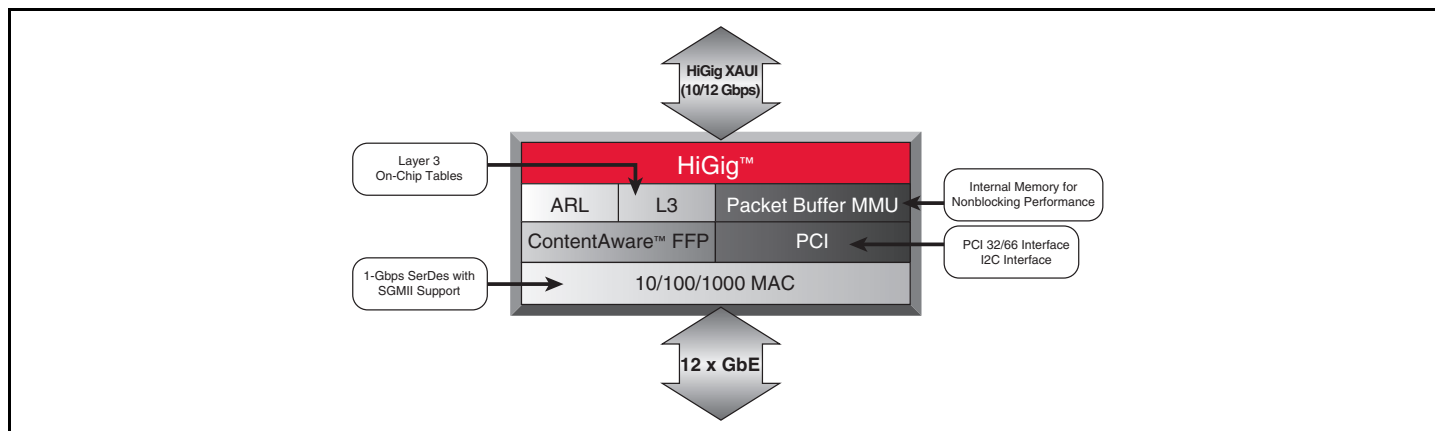 HiGig XAUI
(10/12 Gbps)
HiGig™
Layer 3
On-Chip Tables
ARL
L3
Packet Buffer MMU
Internal Memory for
Nonblocking Performance
ContentAware™ FFP
PCI
PCI 32/66 Interface
I2C Interface
1-Gbps SerDes with
SGMII Support
10/100/1000 MAC
12 x GbE